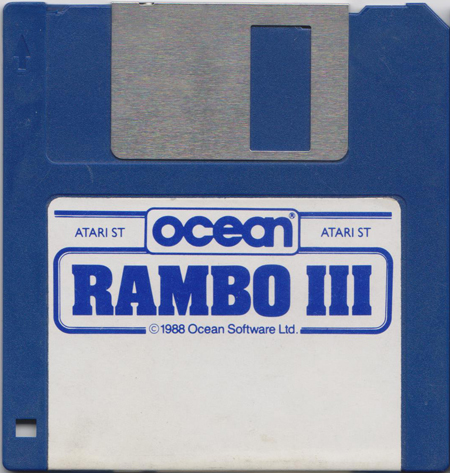 ocean®
ATARI ST ATARI ST
RAMBO III
©1988 Ocean Software Ltd.